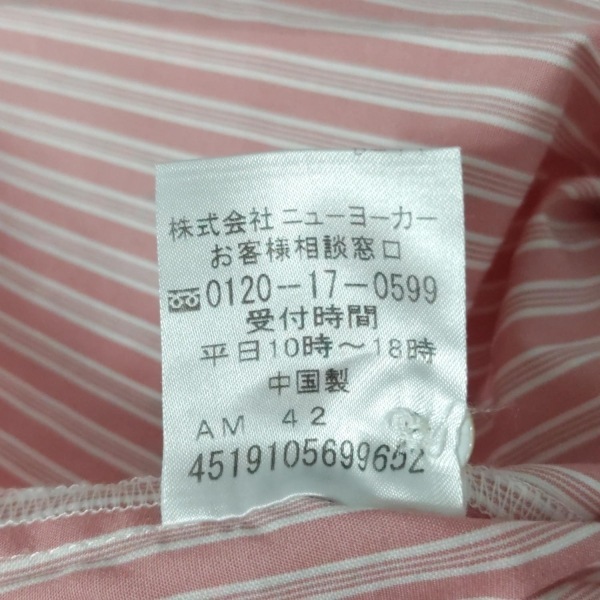 株式会社 ニューヨーカー
お客様相談窓口
0120-17-0599
受付時間
平日10時〜18時
中国製
AM 42
4519105699652